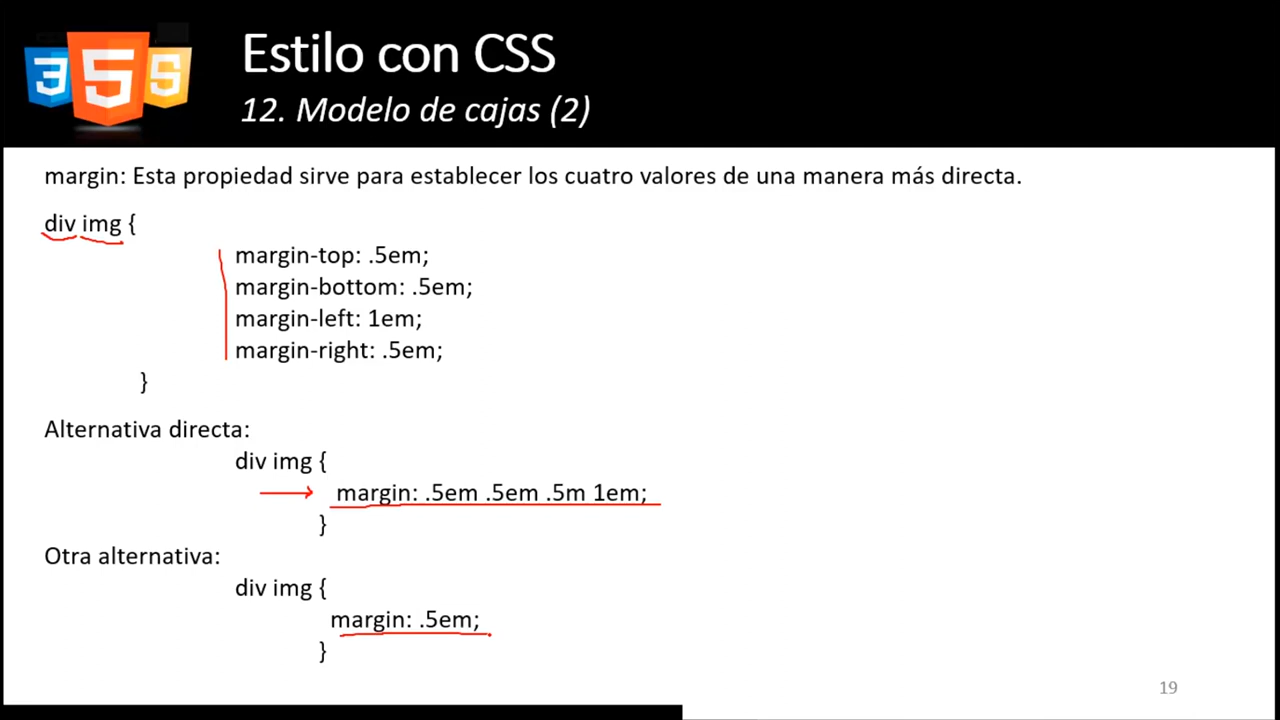 Estilo con CSS
12. Modelo de cajas (2)
margin: Esta propiedad sirve para establecer los cuatro valores de una manera más directa.
div img {
margin-top: .5em;
margin-bottom: .5em;
margin-left: 1em;
margin-right: .5em;
}
Alternativa directa:
div img {
margin: .5em .5em .5m 1em;
}
Otra alternativa:
div img {
margin: .5em;
}
19